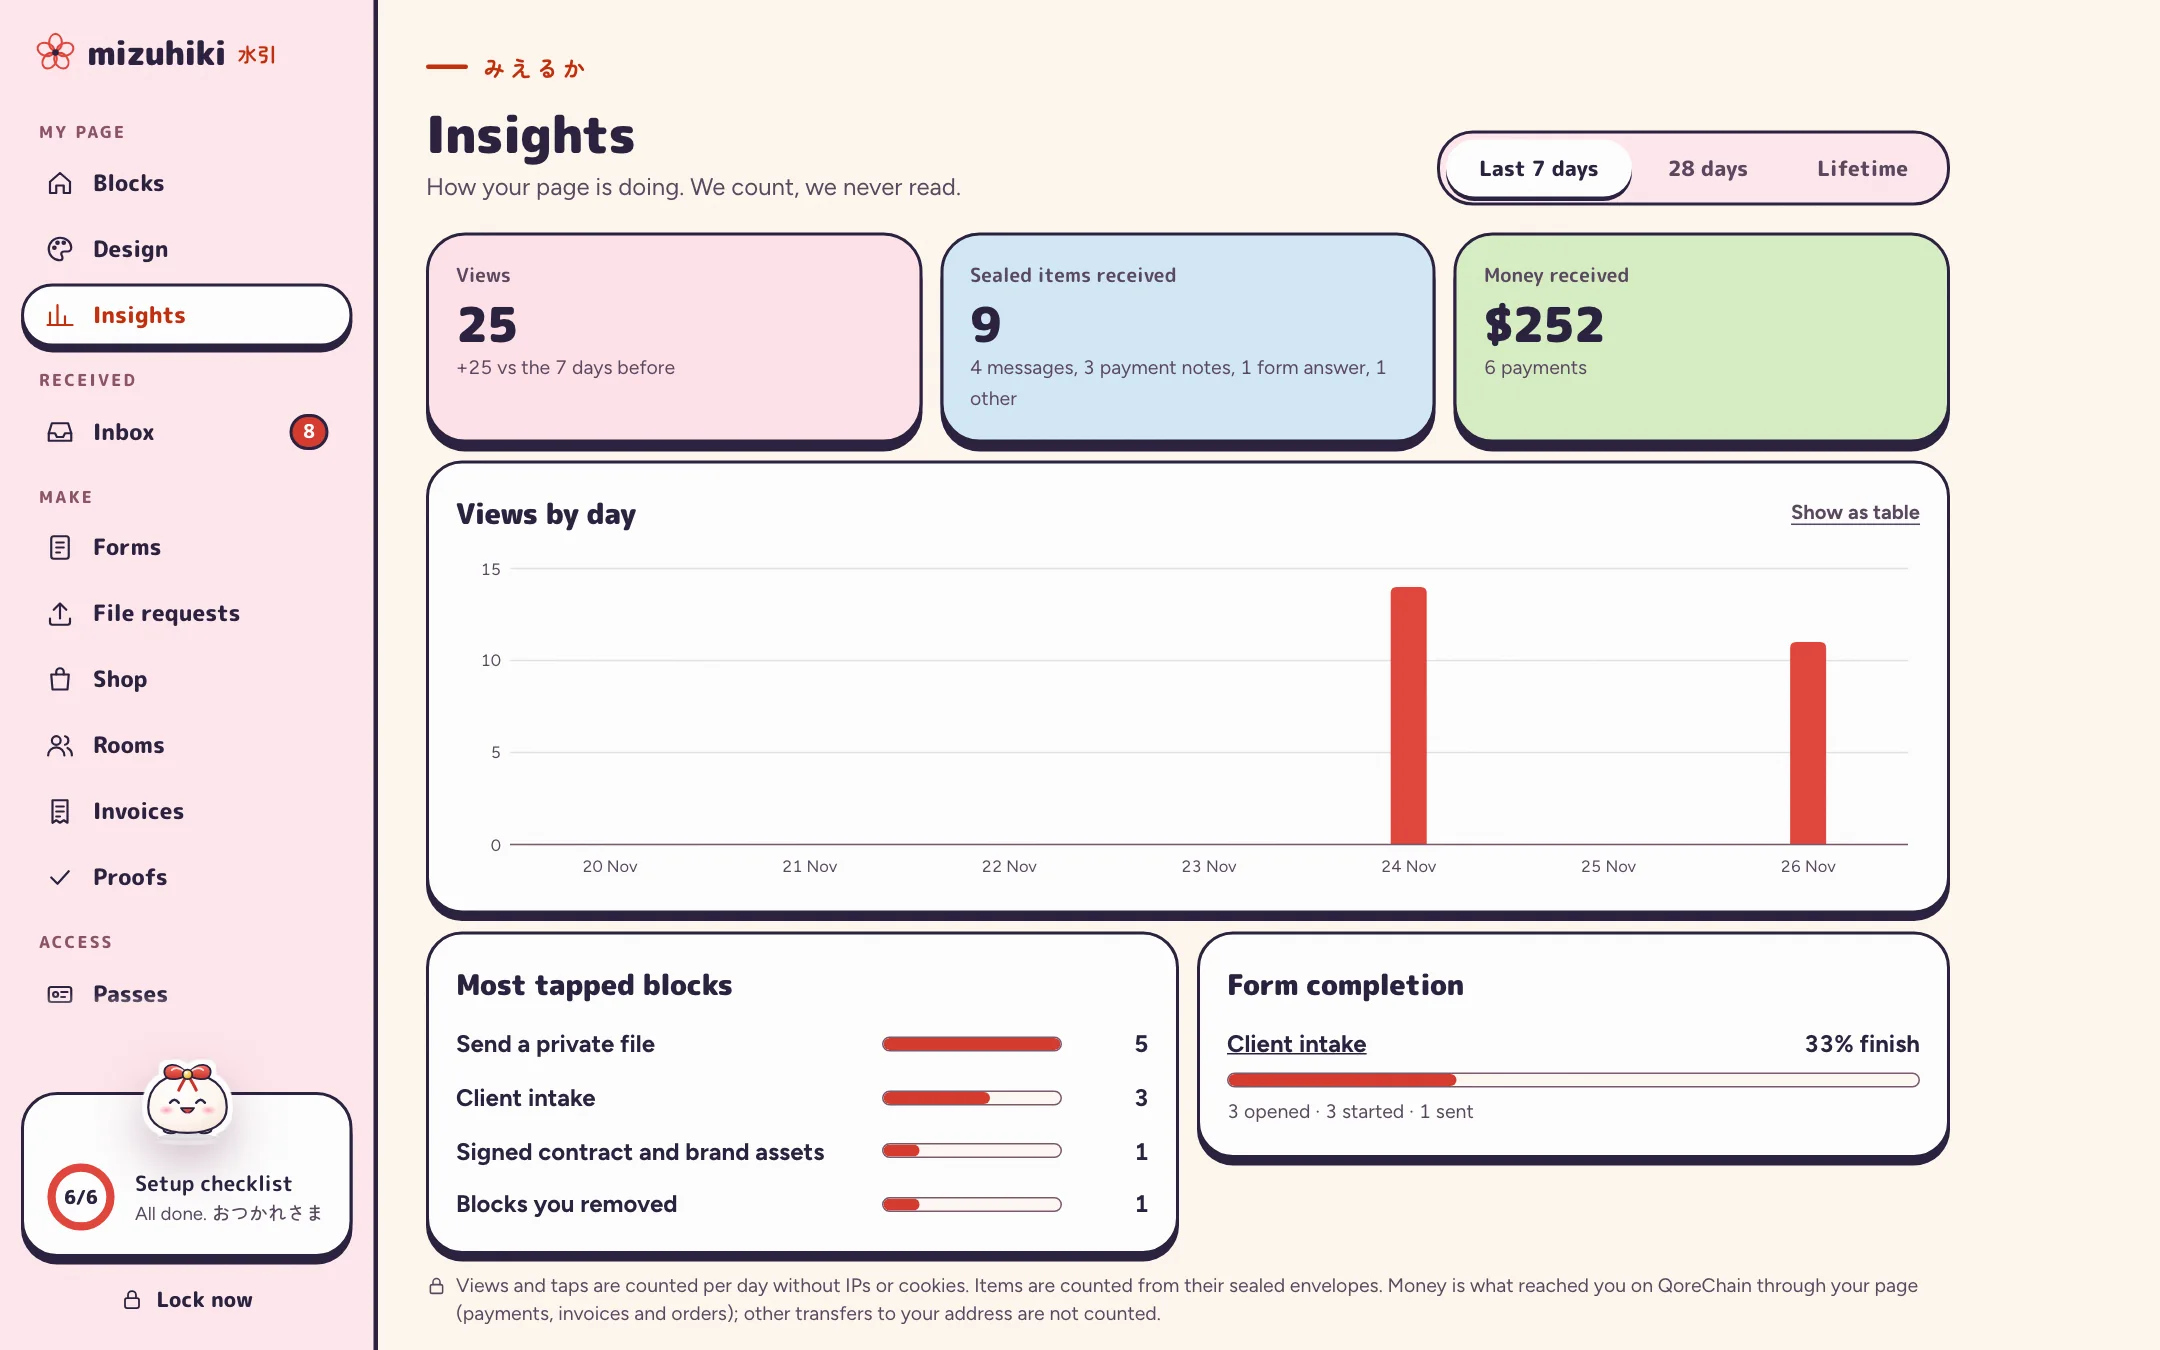 mizuhiki 水引
MY PAGE
Blocks
Design
Insights
RECEIVED
Inbox 8
MAKE
Forms
File requests
Shop
Rooms
Invoices
Proofs
ACCESS
Passes
6/6
Setup checklist
All done. おつかれさま
Lock now
みえるか
Insights
How your page is doing. We count, we never read.
Last 7 days 28 days Lifetime
Views
25
+25 vs the 7 days before
Sealed items received
9
4 messages, 3 payment notes, 1 form answer, 1
other
Money received
$252
6 payments
Views by day
Show as table
15
10
5
0
20 Nov 21 Nov 22 Nov 23 Nov 24 Nov 25 Nov 26 Nov
Most tapped blocks
Send a private file 5
Client intake 3
Signed contract and brand assets 1
Blocks you removed 1
Form completion
Client intake 33% finish
3 opened · 3 started · 1 sent
Views and taps are counted per day without IPs or cookies. Items are counted from their sealed envelopes. Money is what reached you on QoreChain through your page
(payments, invoices and orders); other transfers to your address are not counted.